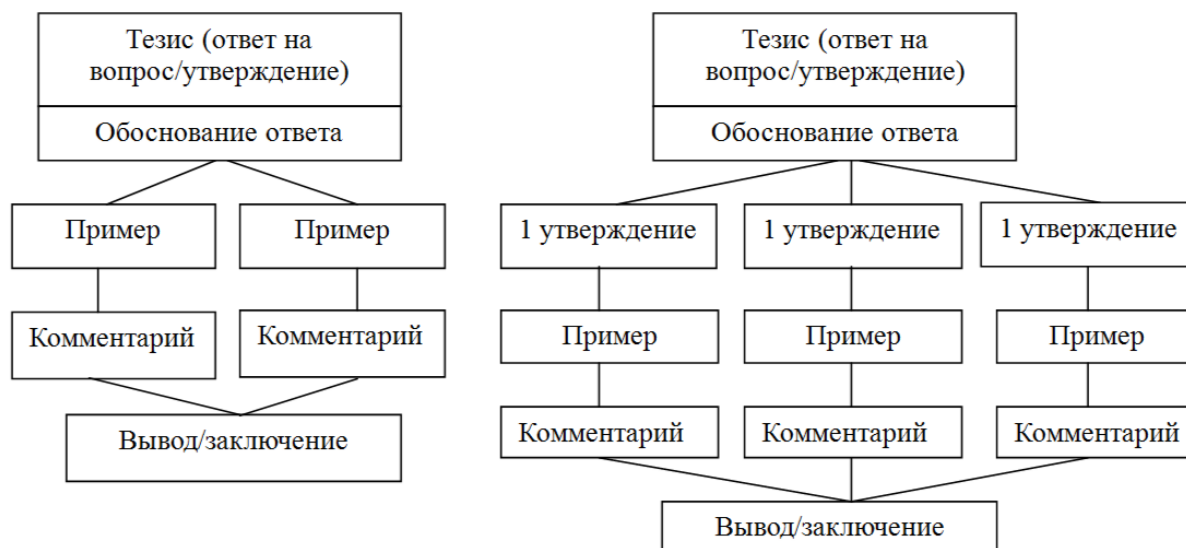 Тезис (ответ на
вопрос/утверждение)
Обоснование ответа
Пример
Пример
Комментарий
Комментарий
Вывод/заключение
Тезис (ответ на
вопрос/утверждение)
Обоснование ответа
1 утверждение
1 утверждение
1 утверждение
Пример
Пример
Пример
Комментарий
Комментарий
Комментарий
Вывод/заключение